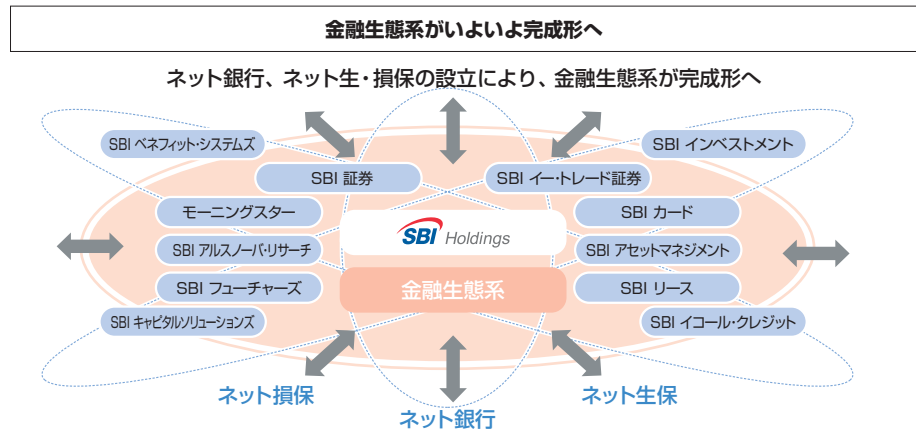 金融生態系がいよいよ完成形へ
ネット銀行、ネット生・損保の設立により、金融生態系が完成形へ
SBI ベネフィット・システムズ
SBI インベストメント
SBI 証券
SBI イー・トレード証券
モーニングスター
SBI カード
SBI Holdings
SBI アルスノーバ・リサーチ
SBI アセットマネジメント
SBI フューチャーズ
金融生態系
SBI リース
SBI キャピタルソリューションズ
SBI イコール・クレジット
ネット損保
ネット銀行
ネット生保